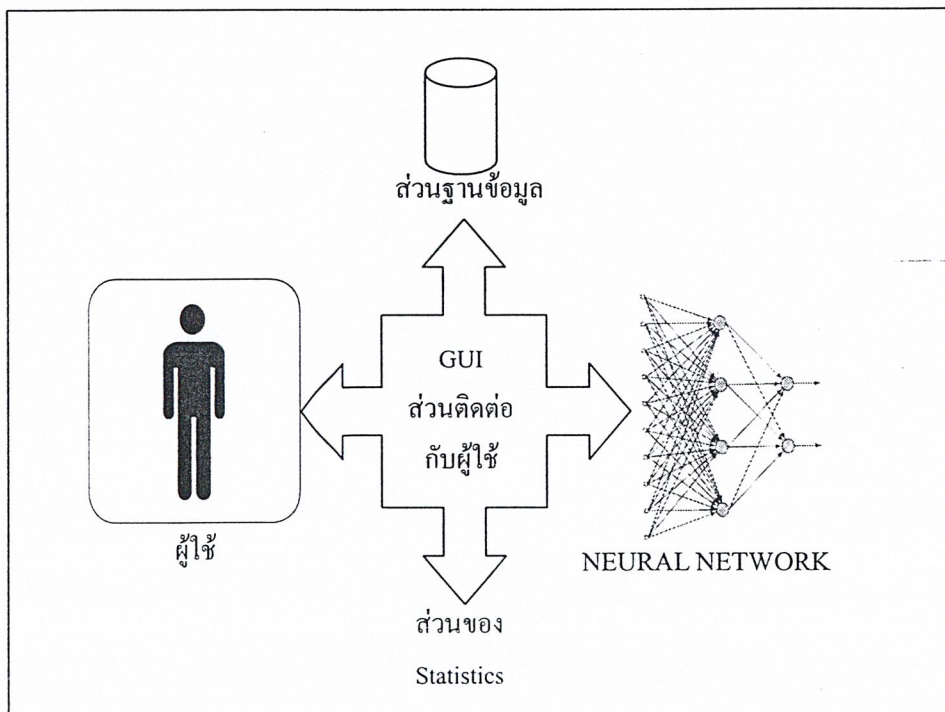 ส่วนฐานข้อมูล
GUI
ส่วนติดต่อ
กับผู้ใช้
ผู้ใช้
NEURAL NETWORK
ส่วนของ
Statistics